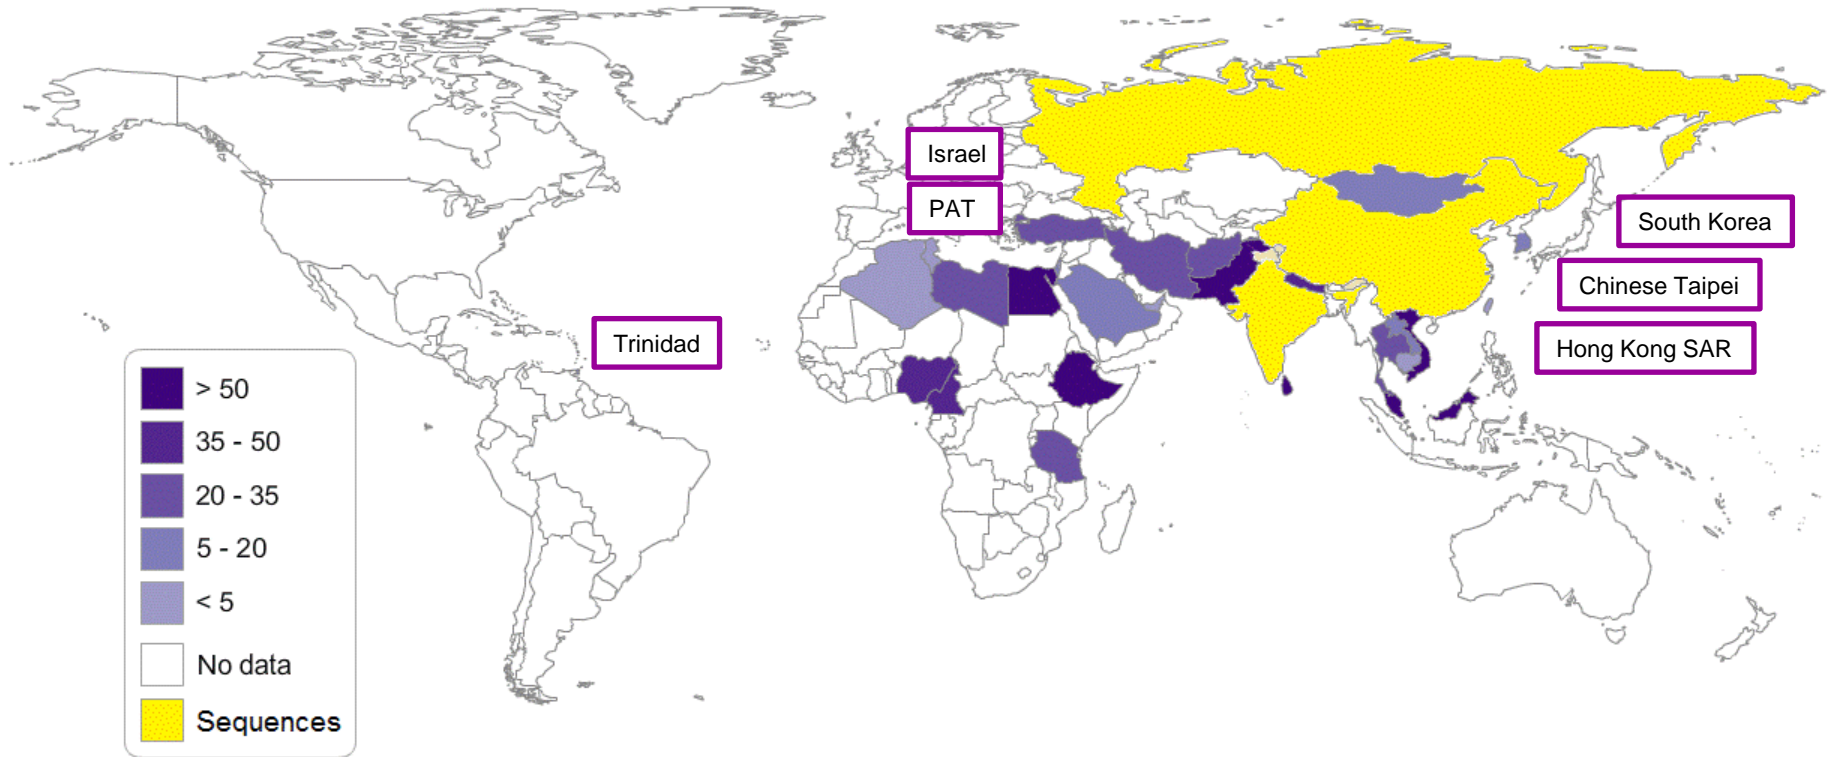 Israel
PAT
South Korea
Chinese Taipei
Hong Kong SAR
Trinidad
> 50
35 - 50
20 - 35
5 - 20
< 5
No data
Sequences